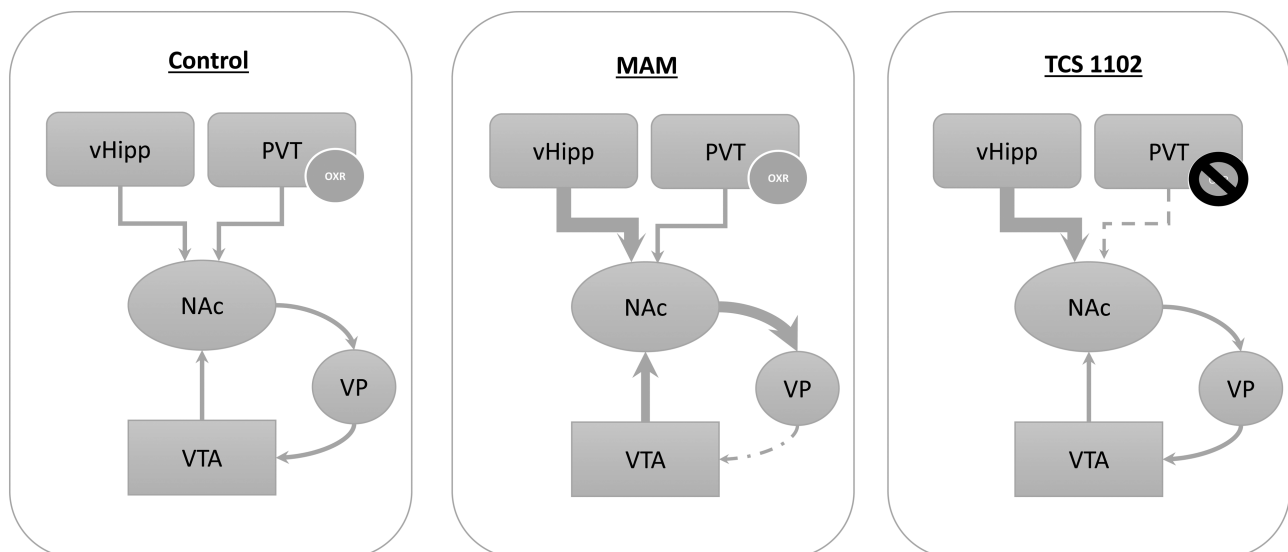 Control
vHipp
PVT
OXR
NAc
VP
VTA
MAM
vHipp
PVT
OXR
NAc
VP
VTA
TCS 1102
vHipp
PVT
NAc
VP
VTA